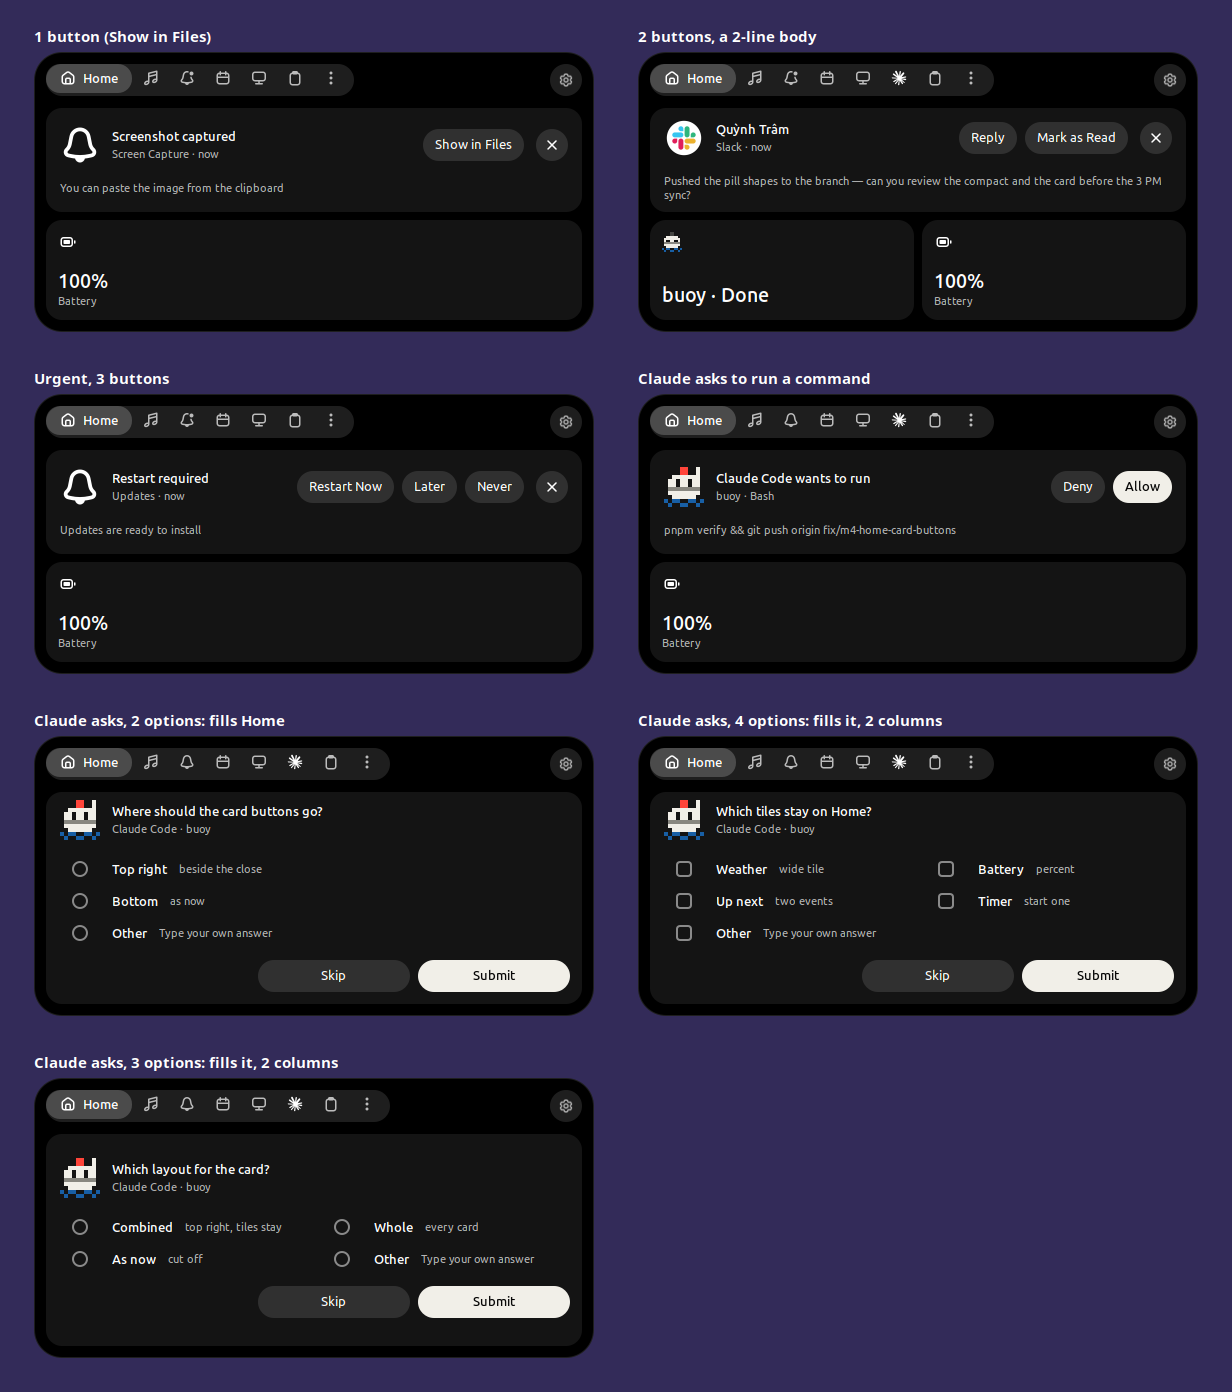 1 button (Show in Files)
Home
Screenshot captured
Screen Capture · now
Show in Files
You can paste the image from the clipboard
100%
Battery
2 buttons, a 2-line body
Home
Quỳnh Trâm
Slack · now
Reply
Mark as Read
Pushed the pill shapes to the branch — can you review the compact and the card before the 3 PM
sync?
buoy · Done
100%
Battery
Urgent, 3 buttons
Home
Restart required
Updates · now
Restart Now
Later
Never
Updates are ready to install
100%
Battery
Claude asks to run a command
Home
Claude Code wants to run
buoy · Bash
Deny
Allow
pnpm verify && git push origin fix/m4-home-card-buttons
100%
Battery
Claude asks, 2 options: fills Home
Home
Where should the card buttons go?
Claude Code · buoy
Top right beside the close
Bottom as now
Other Type your own answer
Skip
Submit
Claude asks, 4 options: fills it, 2 columns
Home
Which tiles stay on Home?
Claude Code · buoy
Weather wide tile
Battery percent
Up next two events
Timer start one
Other Type your own answer
Skip
Submit
Claude asks, 3 options: fills it, 2 columns
Home
Which layout for the card?
Claude Code · buoy
Combined top right, tiles stay
Whole every card
As now cut off
Other Type your own answer
Skip
Submit